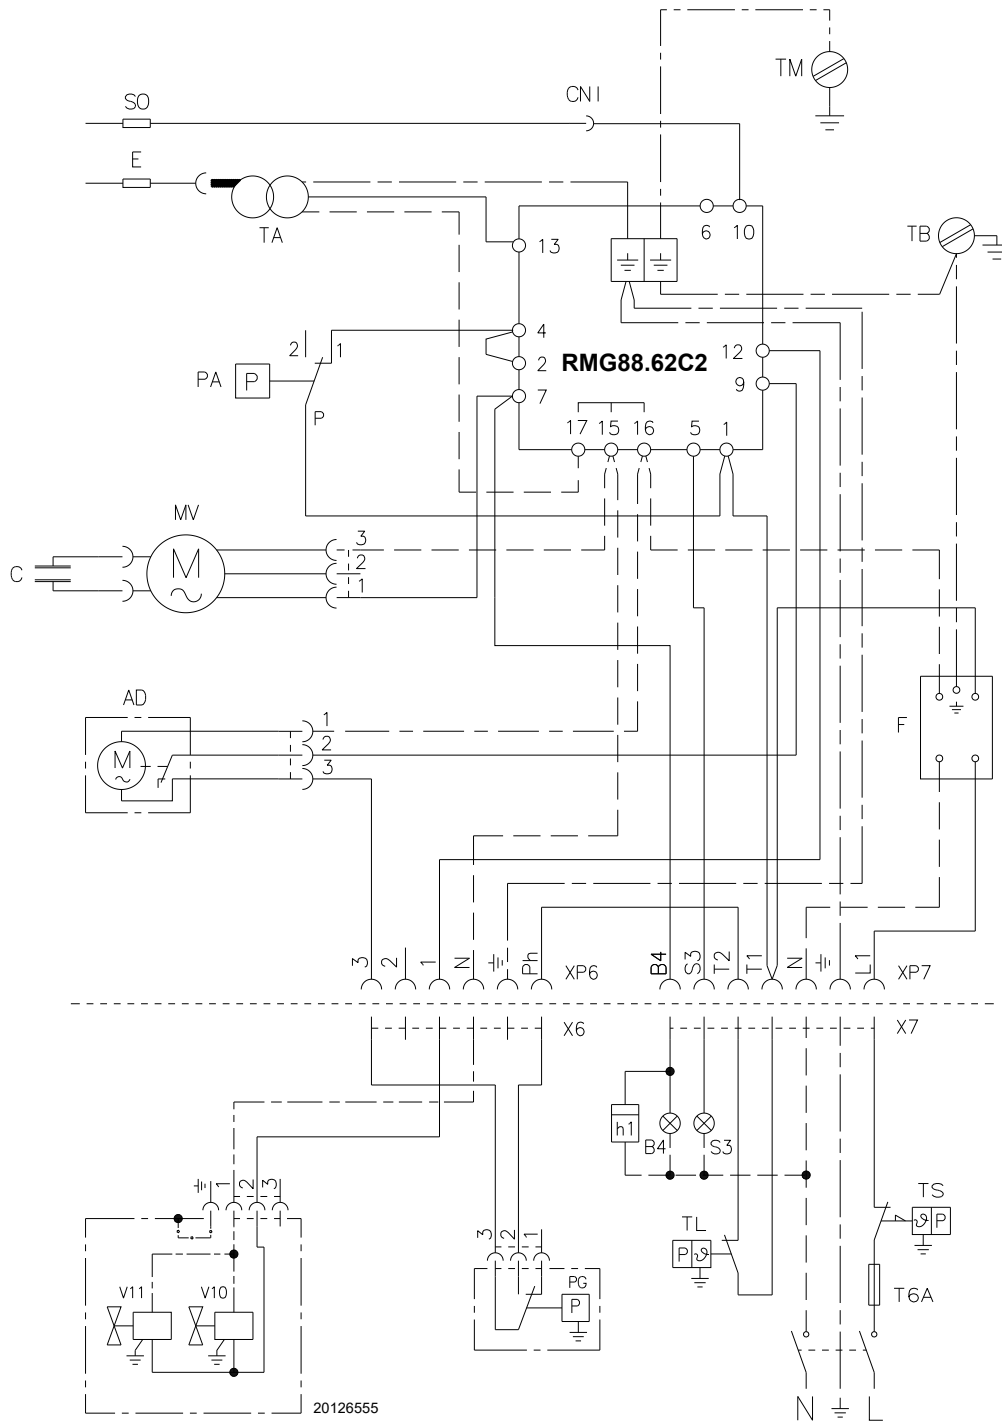 TM
SO
CN1
E
TA
6 10
TB
13
4
2 1
12
PA P
2
RMG88.62C2
9
7
P
17 15 16 5 1
MV
3
C M
2
1
AD
1
F
M
2
3
3 2 1 N Ph XP6
B4 S3 T2 T1 N L1 XP7
X6
X7
h1
B4 S3
1 2 3
TS
3 2 1
TL
ϑ P
P ϑ
V11 V10
PG
P
T6A
20126555
N L